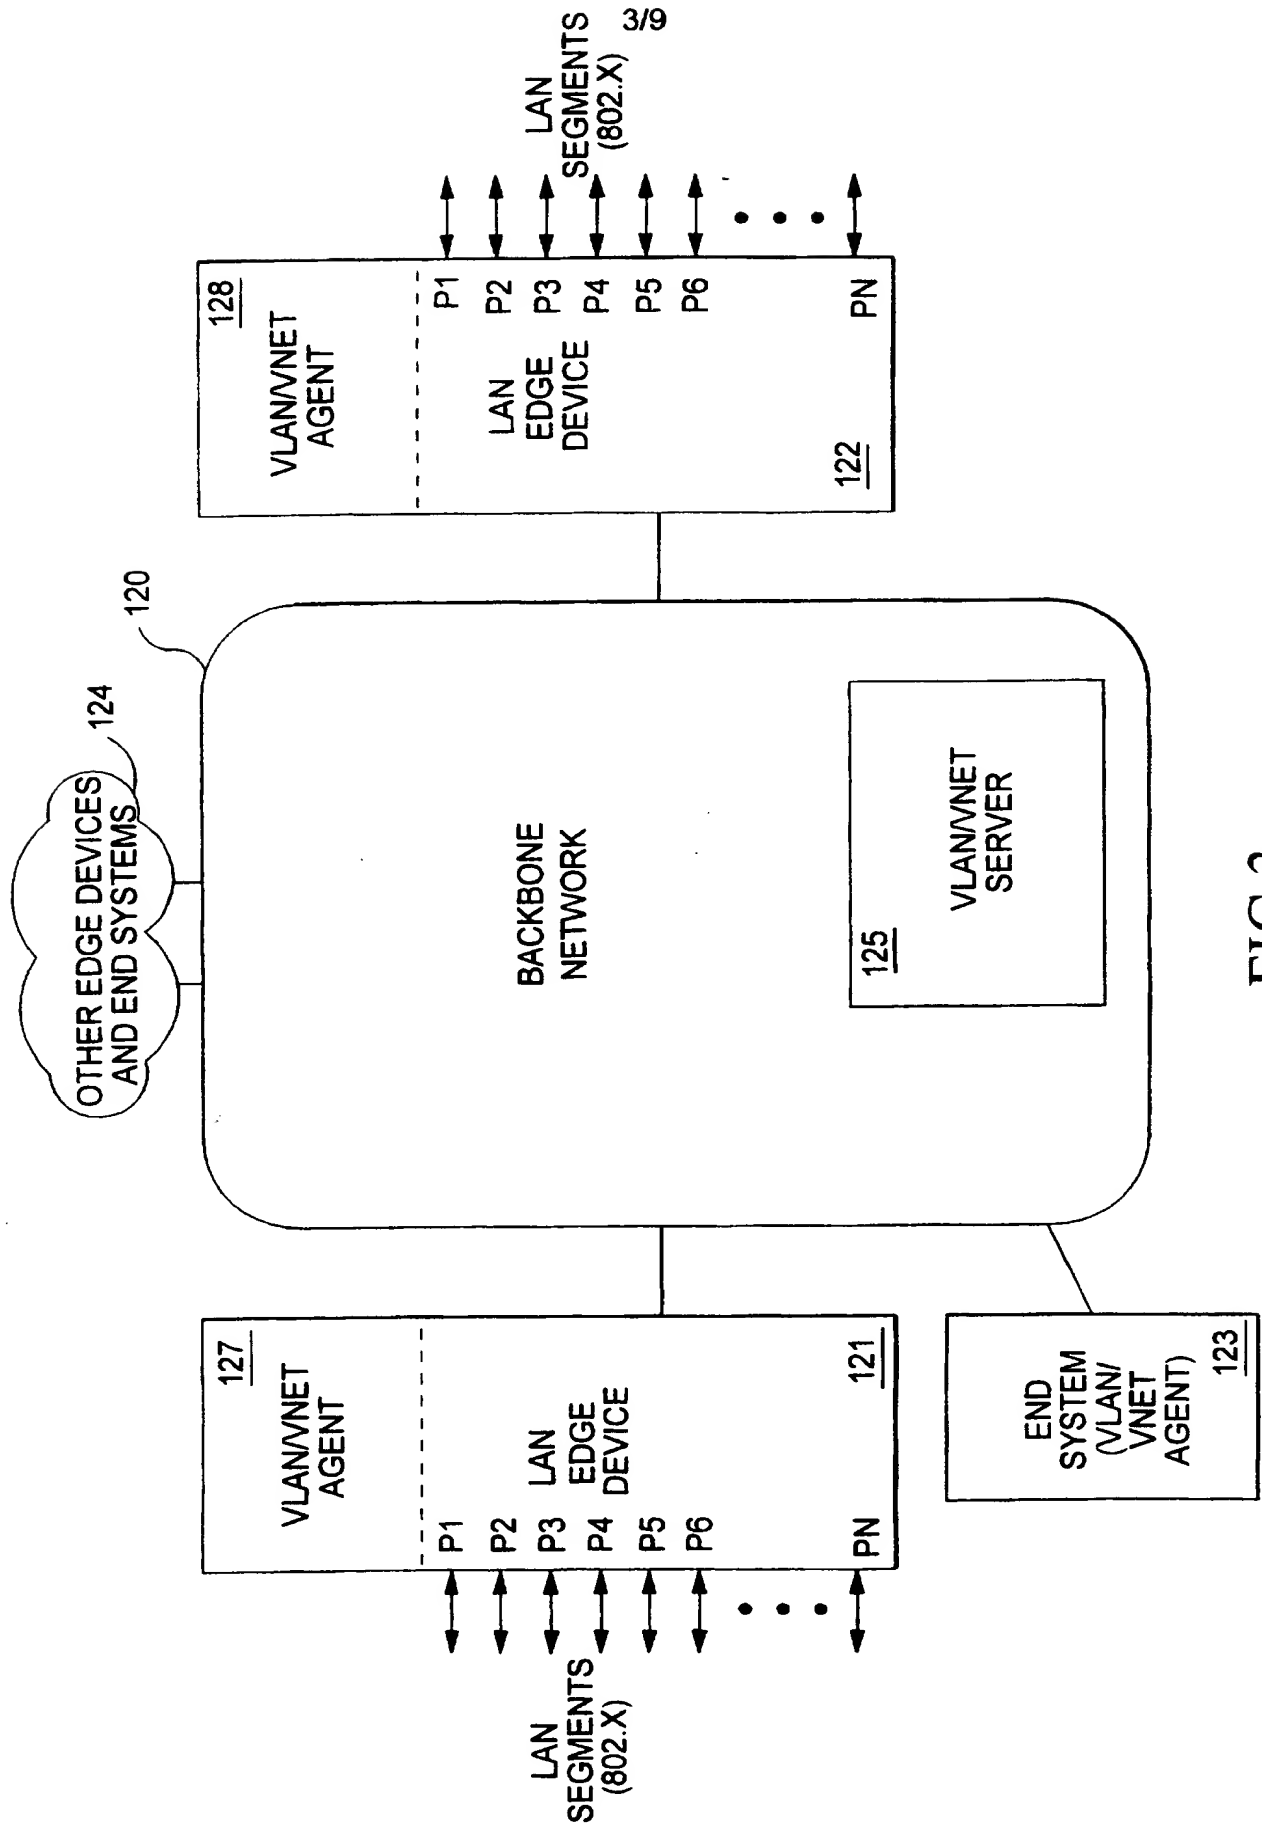 3/9
OTHER EDGE DEVICES
AND END SYSTEMS
124
120
127
VLAN/VNET
AGENT
LAN
EDGE
DEVICE
121
P1
P2
P3
P4
P5
P6
PN
LAN
SEGMENTS
(802.X)
BACKBONE
NETWORK
125
VLAN/VNET
SERVER
128
VLAN/VNET
AGENT
LAN
EDGE
DEVICE
122
P1
P2
P3
P4
P5
P6
PN
LAN
SEGMENTS
(802.X)
END
SYSTEM
(VLAN/
VNET
AGENT)
123